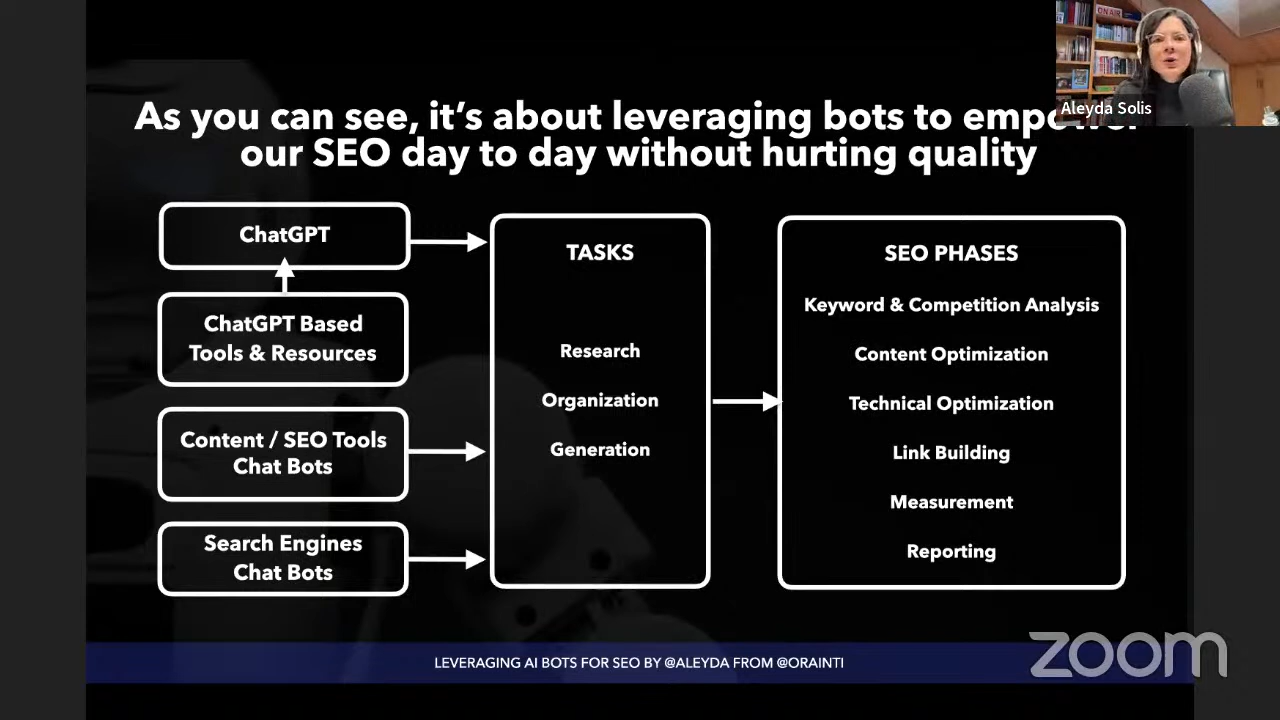 ON AIR
Aleyda Solis
As you can see, it's about leveraging bots to empower
our SEO day to day without hurting quality
ChatGPT
ChatGPT Based
Tools & Resources
Content / SEO Tools
Chat Bots
Search Engines
Chat Bots
TASKS
Research
Organization
Generation
SEO PHASES
Keyword & Competition Analysis
Content Optimization
Technical Optimization
Link Building
Measurement
Reporting
LEVERAGING AI BOTS FOR SEO BY @ALEYDA FROM @ORAINTI
zoom